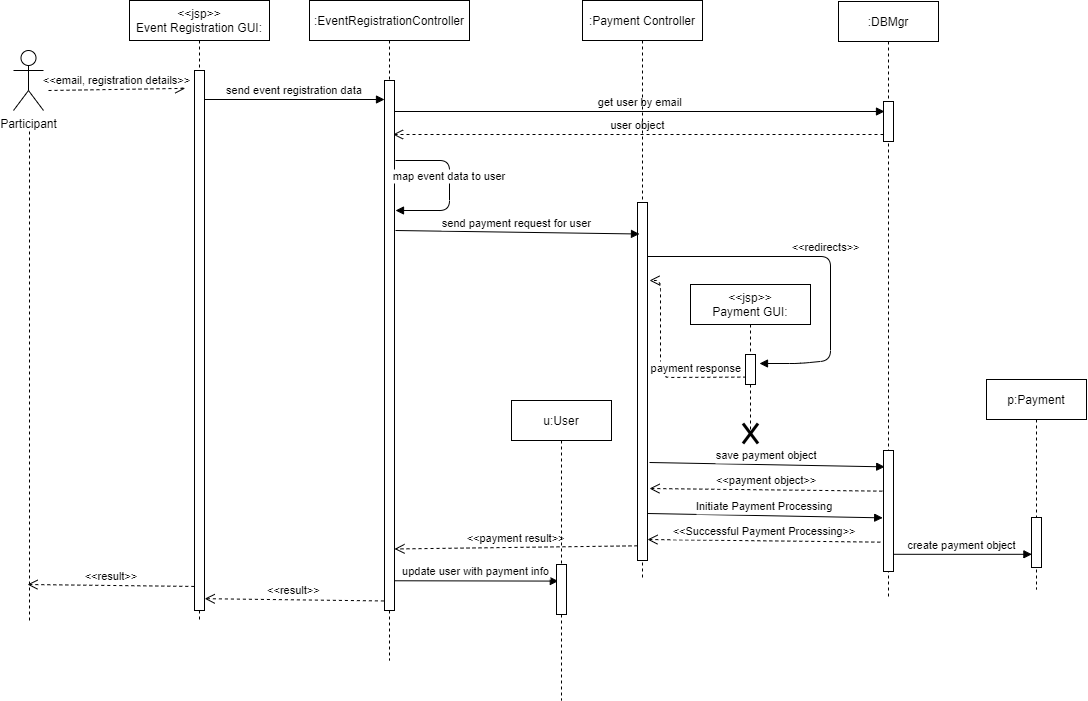 <<jsp>>
Event Registration GUI:
:EventRegistrationController
:Payment Controller
:DBMgr
<<email, registration details>>
Participant
send event registration data
get user by email
user object
map event data to user
send payment request for user
<<redirects>>
<<jsp>>
Payment GUI:
payment response
p:Payment
u:User
save payment object
<<payment object>>
Initiate Payment Processing
<<Successful Payment Processing>>
<<payment result>>
create payment object
update user with payment info
<<result>>
<<result>>